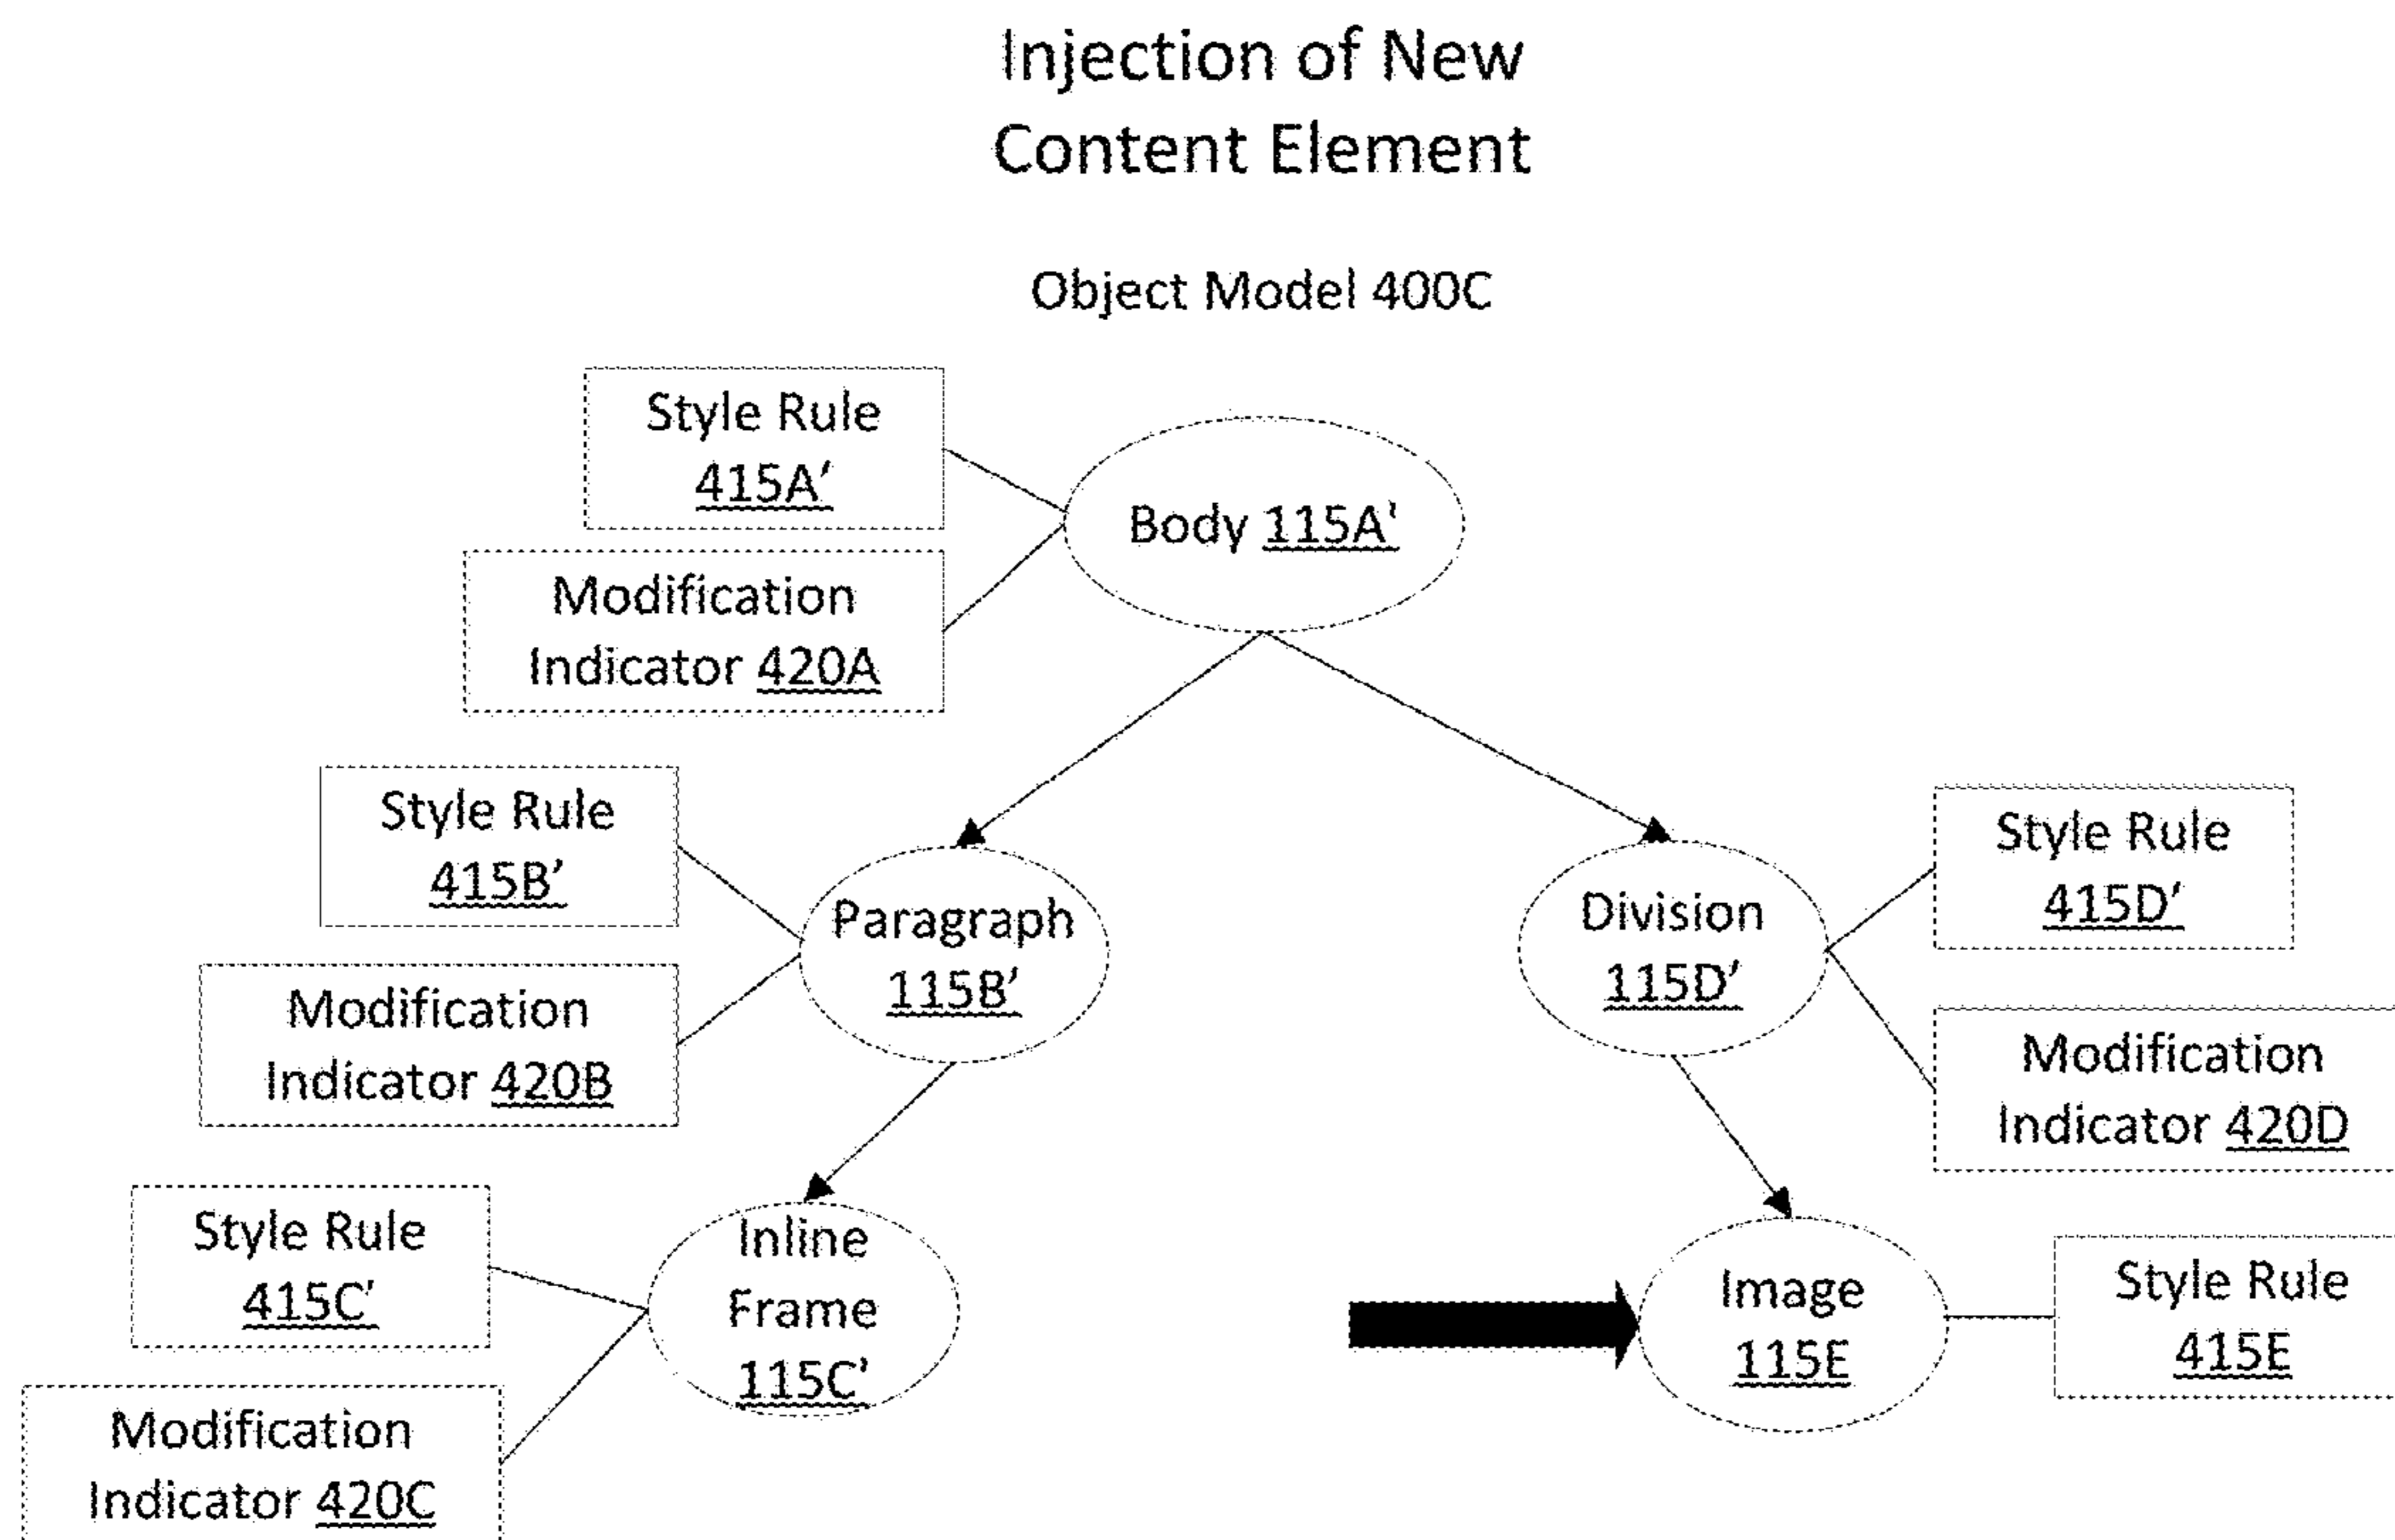 Injection of New
Content Element
Object Model 400C
Style Rule
415A'
Body 115A'
Modification
Indicator 420A
Style Rule
415B'
Paragraph
115B'
Modification
Indicator 420B
Division
115D'
Style Rule
415D'
Modification
Indicator 420D
Style Rule
415C'
Inline
Frame
115C'
Modification
Indicator 420C
Image
115E
Style Rule
415E